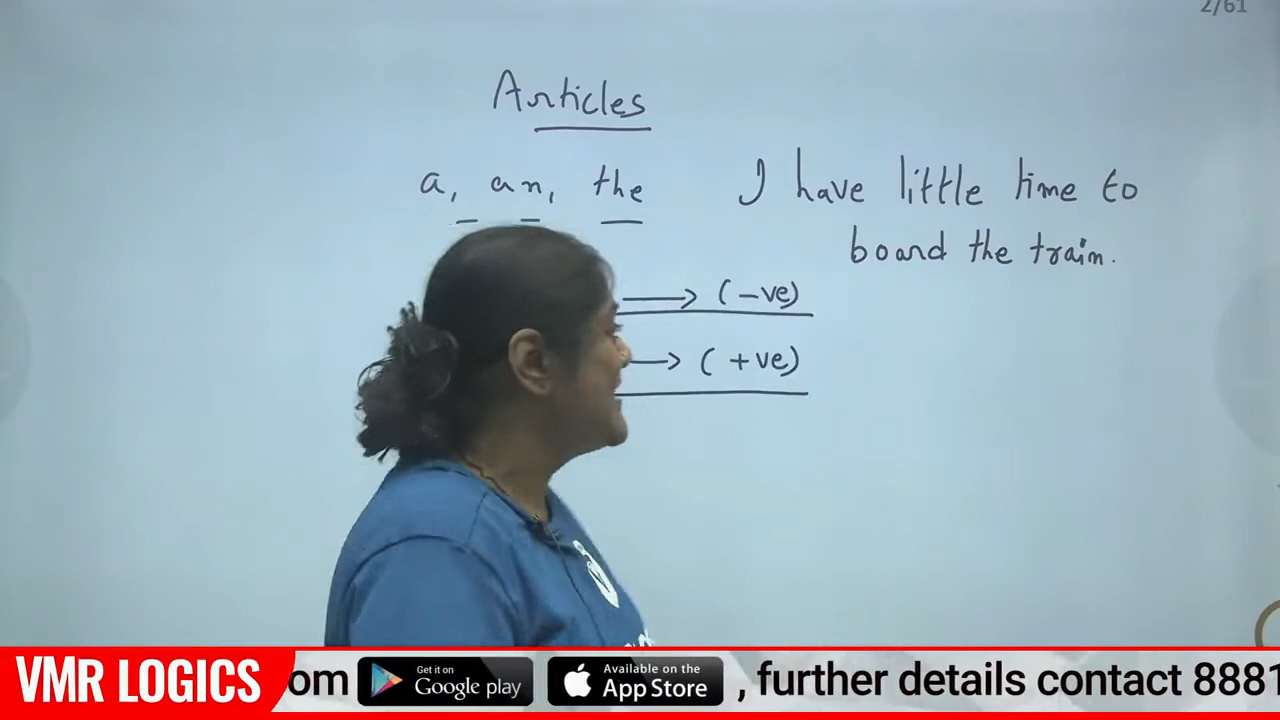 2/61
Articles
a, an, the
I have little time to
board the train.
→ (-ve)
→ (+ve)
VMR LOGICS
om
Get it on
Google play
Available on the
App Store
, further details contact 8881